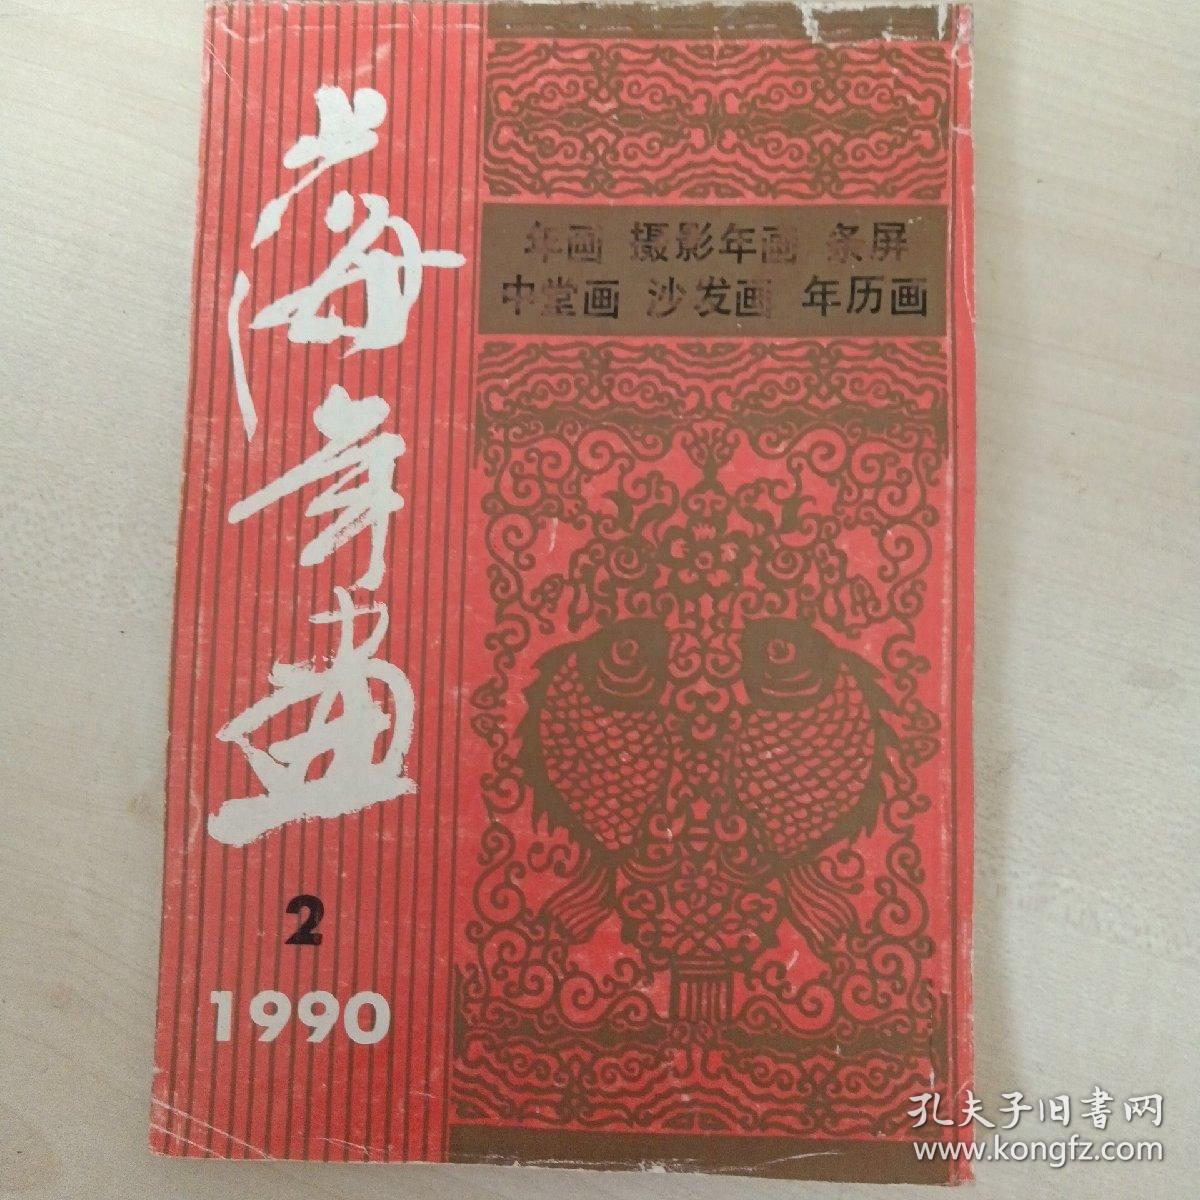 上海年画
2
1990
年画 摄影年画 条屏
中堂画 沙发画 年历画
孔夫子旧書网
www.kongfz.com